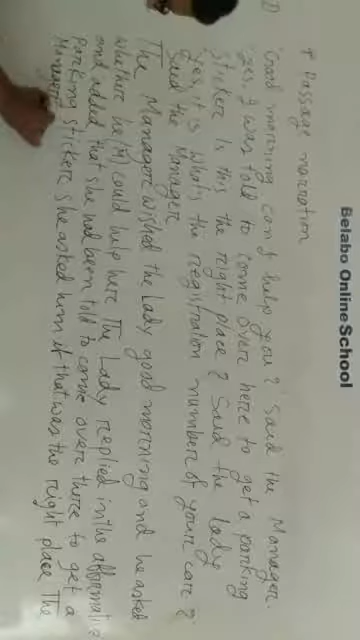 Belabo Online School
↑ Passage narration
1) Good morning can I help you? Said the Manager.
Yes, I was told to come over here to get a parking
sticker Is this the right place? Said the lady
Yes, it is what's the registration number of your care?
Said the Manager
The Manager wished the Lady good morning and he asked
whether he (M) could help here The Lady replied in the affirmative
and added that she had been told to come over there to get a
parking sticker she asked him if that was the right place The
Manager